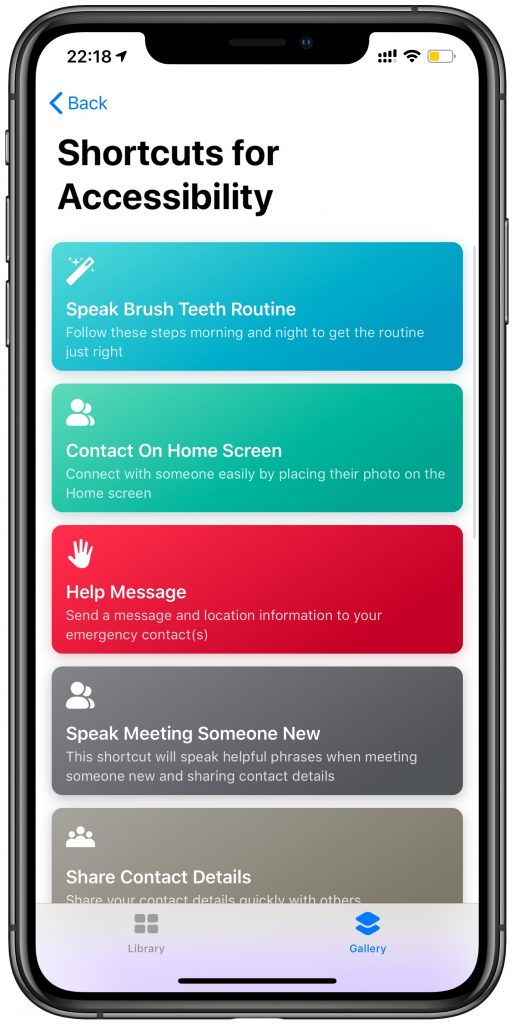 22:18
Back
Shortcuts for
Accessibility
Speak Brush Teeth Routine
Follow these steps morning and night to get the routine
just right
Contact On Home Screen
Connect with someone easily by placing their photo on the
Home screen
Help Message
Send a message and location information to your
emergency contact(s)
Speak Meeting Someone New
This shortcut will speak helpful phrases when meeting
someone new and sharing contact details
Share Contact Details
Share your contact details quickly with others
Library
Gallery